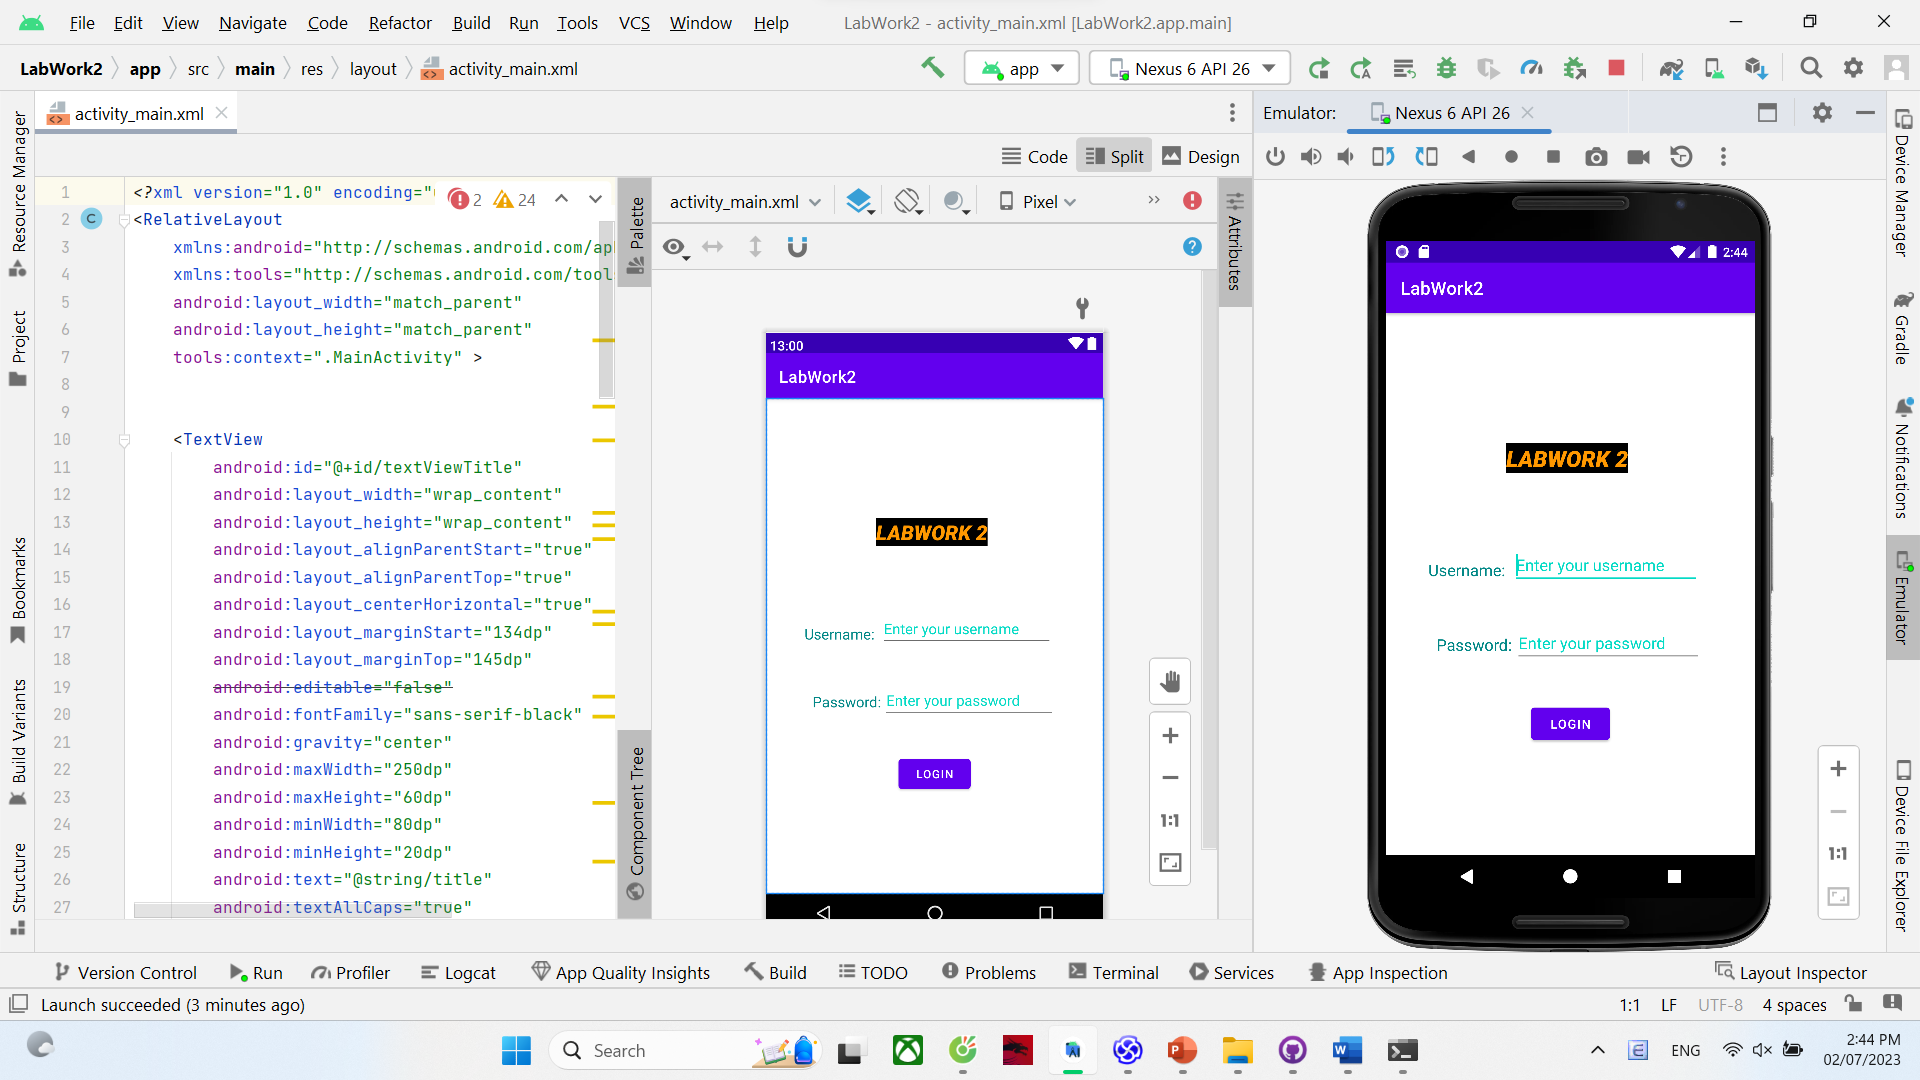 File Edit View Navigate Code Refactor Build Run Tools VCS Window Help LabWork2 - activity_main.xml [LabWork2.app.main]
LabWork2 app src main res layout activity_main.xml app Nexus 6 API 26
activity_main.xml Emulator: Nexus 6 API 26
Code Split Design
activity_main.xml Pixel
2 24
1 <?xml version="1.0" encoding="
2 <RelativeLayout
3 xmlns:android="http://schemas.android.com/ap
4 xmlns:tools="http://schemas.android.com/tool
5 android:layout_width="match_parent"
6 android:layout_height="match_parent"
7 tools:context=".MainActivity" >
8
9
10 <TextView
11 android:id="@+id/textViewTitle"
12 android:layout_width="wrap_content"
13 android:layout_height="wrap_content"
14 android:layout_alignParentStart="true"
15 android:layout_alignParentTop="true"
16 android:layout_centerHorizontal="true"
17 android:layout_marginStart="134dp"
18 android:layout_marginTop="145dp"
19 android:editable="false"
20 android:fontFamily="sans-serif-black"
21 android:gravity="center"
22 android:maxWidth="250dp"
23 android:maxHeight="60dp"
24 android:minWidth="80dp"
25 android:minHeight="20dp"
26 android:text="@string/title"
27 android:textAllCaps="true"
Resource Manager
Project
Bookmarks
Build Variants
Structure
Palette
Component Tree
Attributes
13:00
LabWork2
LABWORK 2
Username: Enter your username
Password: Enter your password
LOGIN
1:1
2:44
LabWork2
LABWORK 2
Username: Enter your username
Password: Enter your password
LOGIN
1:1
Device Manager
Gradle
Notifications
Emulator
Device File Explorer
Version Control Run Profiler Logcat App Quality Insights Build TODO Problems Terminal Services App Inspection Layout Inspector
Launch succeeded (3 minutes ago) 1:1 LF UTF-8 4 spaces
Search ENG 2:44 PM
02/07/2023